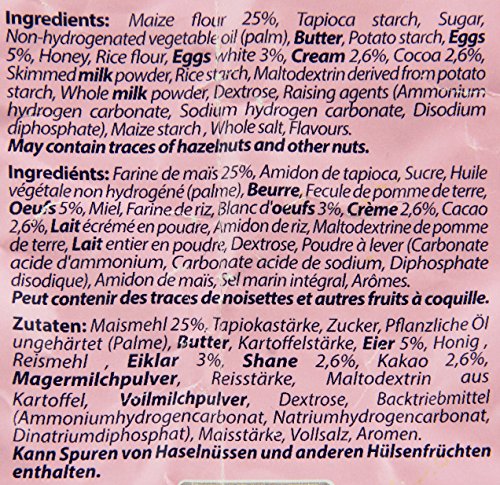 Ingredients: Maize flour 25%, Tapioca starch, Sugar,
Non-hydrogenated vegetable oil (palm), Butter, Potato starch, Eggs
5%, Honey, Rice flour, Eggs white 3%, Cream 2,6%, Cocoa 2,6%,
Skimmed milk powder, Rice starch, Maltodextrin derived from potato
starch, Whole milk powder, Dextrose, Raising agents (Ammonium
hydrogen carbonate, Sodium hydrogen carbonate, Disodium
diphosphate), Maize starch, Whole salt, Flavours.
May contain traces of hazelnuts and other nuts.
Ingrediénts: Farine de maïs 25%, Amidon de tapioca, Sucre, Huile
végétale non hydrogéné (palme), Beurre, Fecule de pomme de terre,
Oeufs 5%, Miel, Farine de riz, Blanc d'oeufs 3%, Crème 2,6%, Cacao
2,6%, Lait écrémé en poudre, Amidon de riz, Maltodextrine de pomme
de terre, Lait entier en poudre, Dextrose, Poudre à lever (Carbonate
acide d'ammonium, Carbonate acide de sodium, Diphosphate
disodique), Amidon de maïs, Sel marin intégral, Arômes.
Peut contenir des traces de noisettes et autres fruits à coquille.
Zutaten: Maismehl 25%, Tapiokastärke, Zucker, Pflanzliche Öl
ungehärtet (Palme), Butter, Kartoffelstärke, Eier 5%, Honig,
Reismehl, Eiklar 3%, Shane 2,6%, Kakao 2,6%,
Magermilchpulver, Reisstärke, Maltodextrin aus
Kartoffel, Voilmilchpulver, Dextrose, Backtriebmittel
(Ammoniumhydrogencarbonat, Natriumhydrogencarbonat,
Dinatriumdiphosphat), Maisstärke, Vollsalz, Aromen.
Kann Spuren von Haselnüssen und anderen Hülsenfrüchten
enthalten.